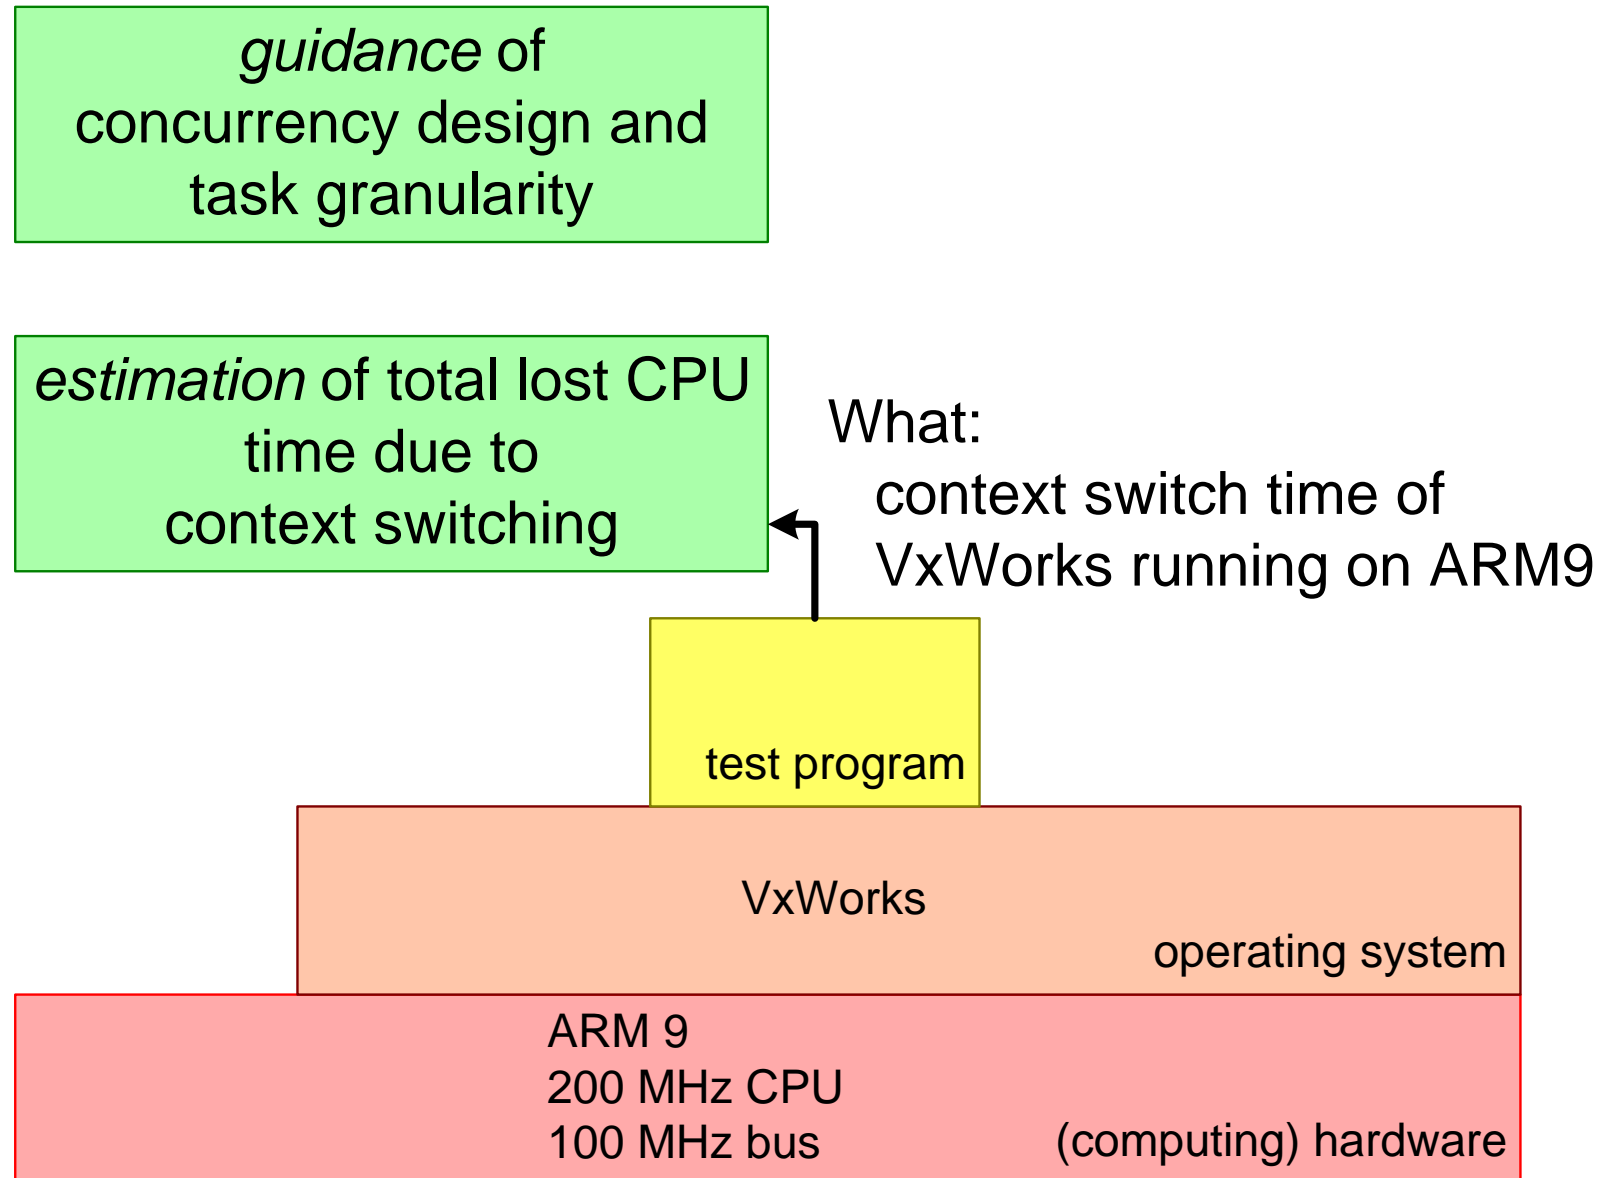 guidance of
concurrency design and
task granularity
estimation of total lost CPU
time due to
context switching
What:
context switch time of
VxWorks running on ARM9
test program
VxWorks
operating system
ARM 9
200 MHz CPU
100 MHz bus
(computing) hardware